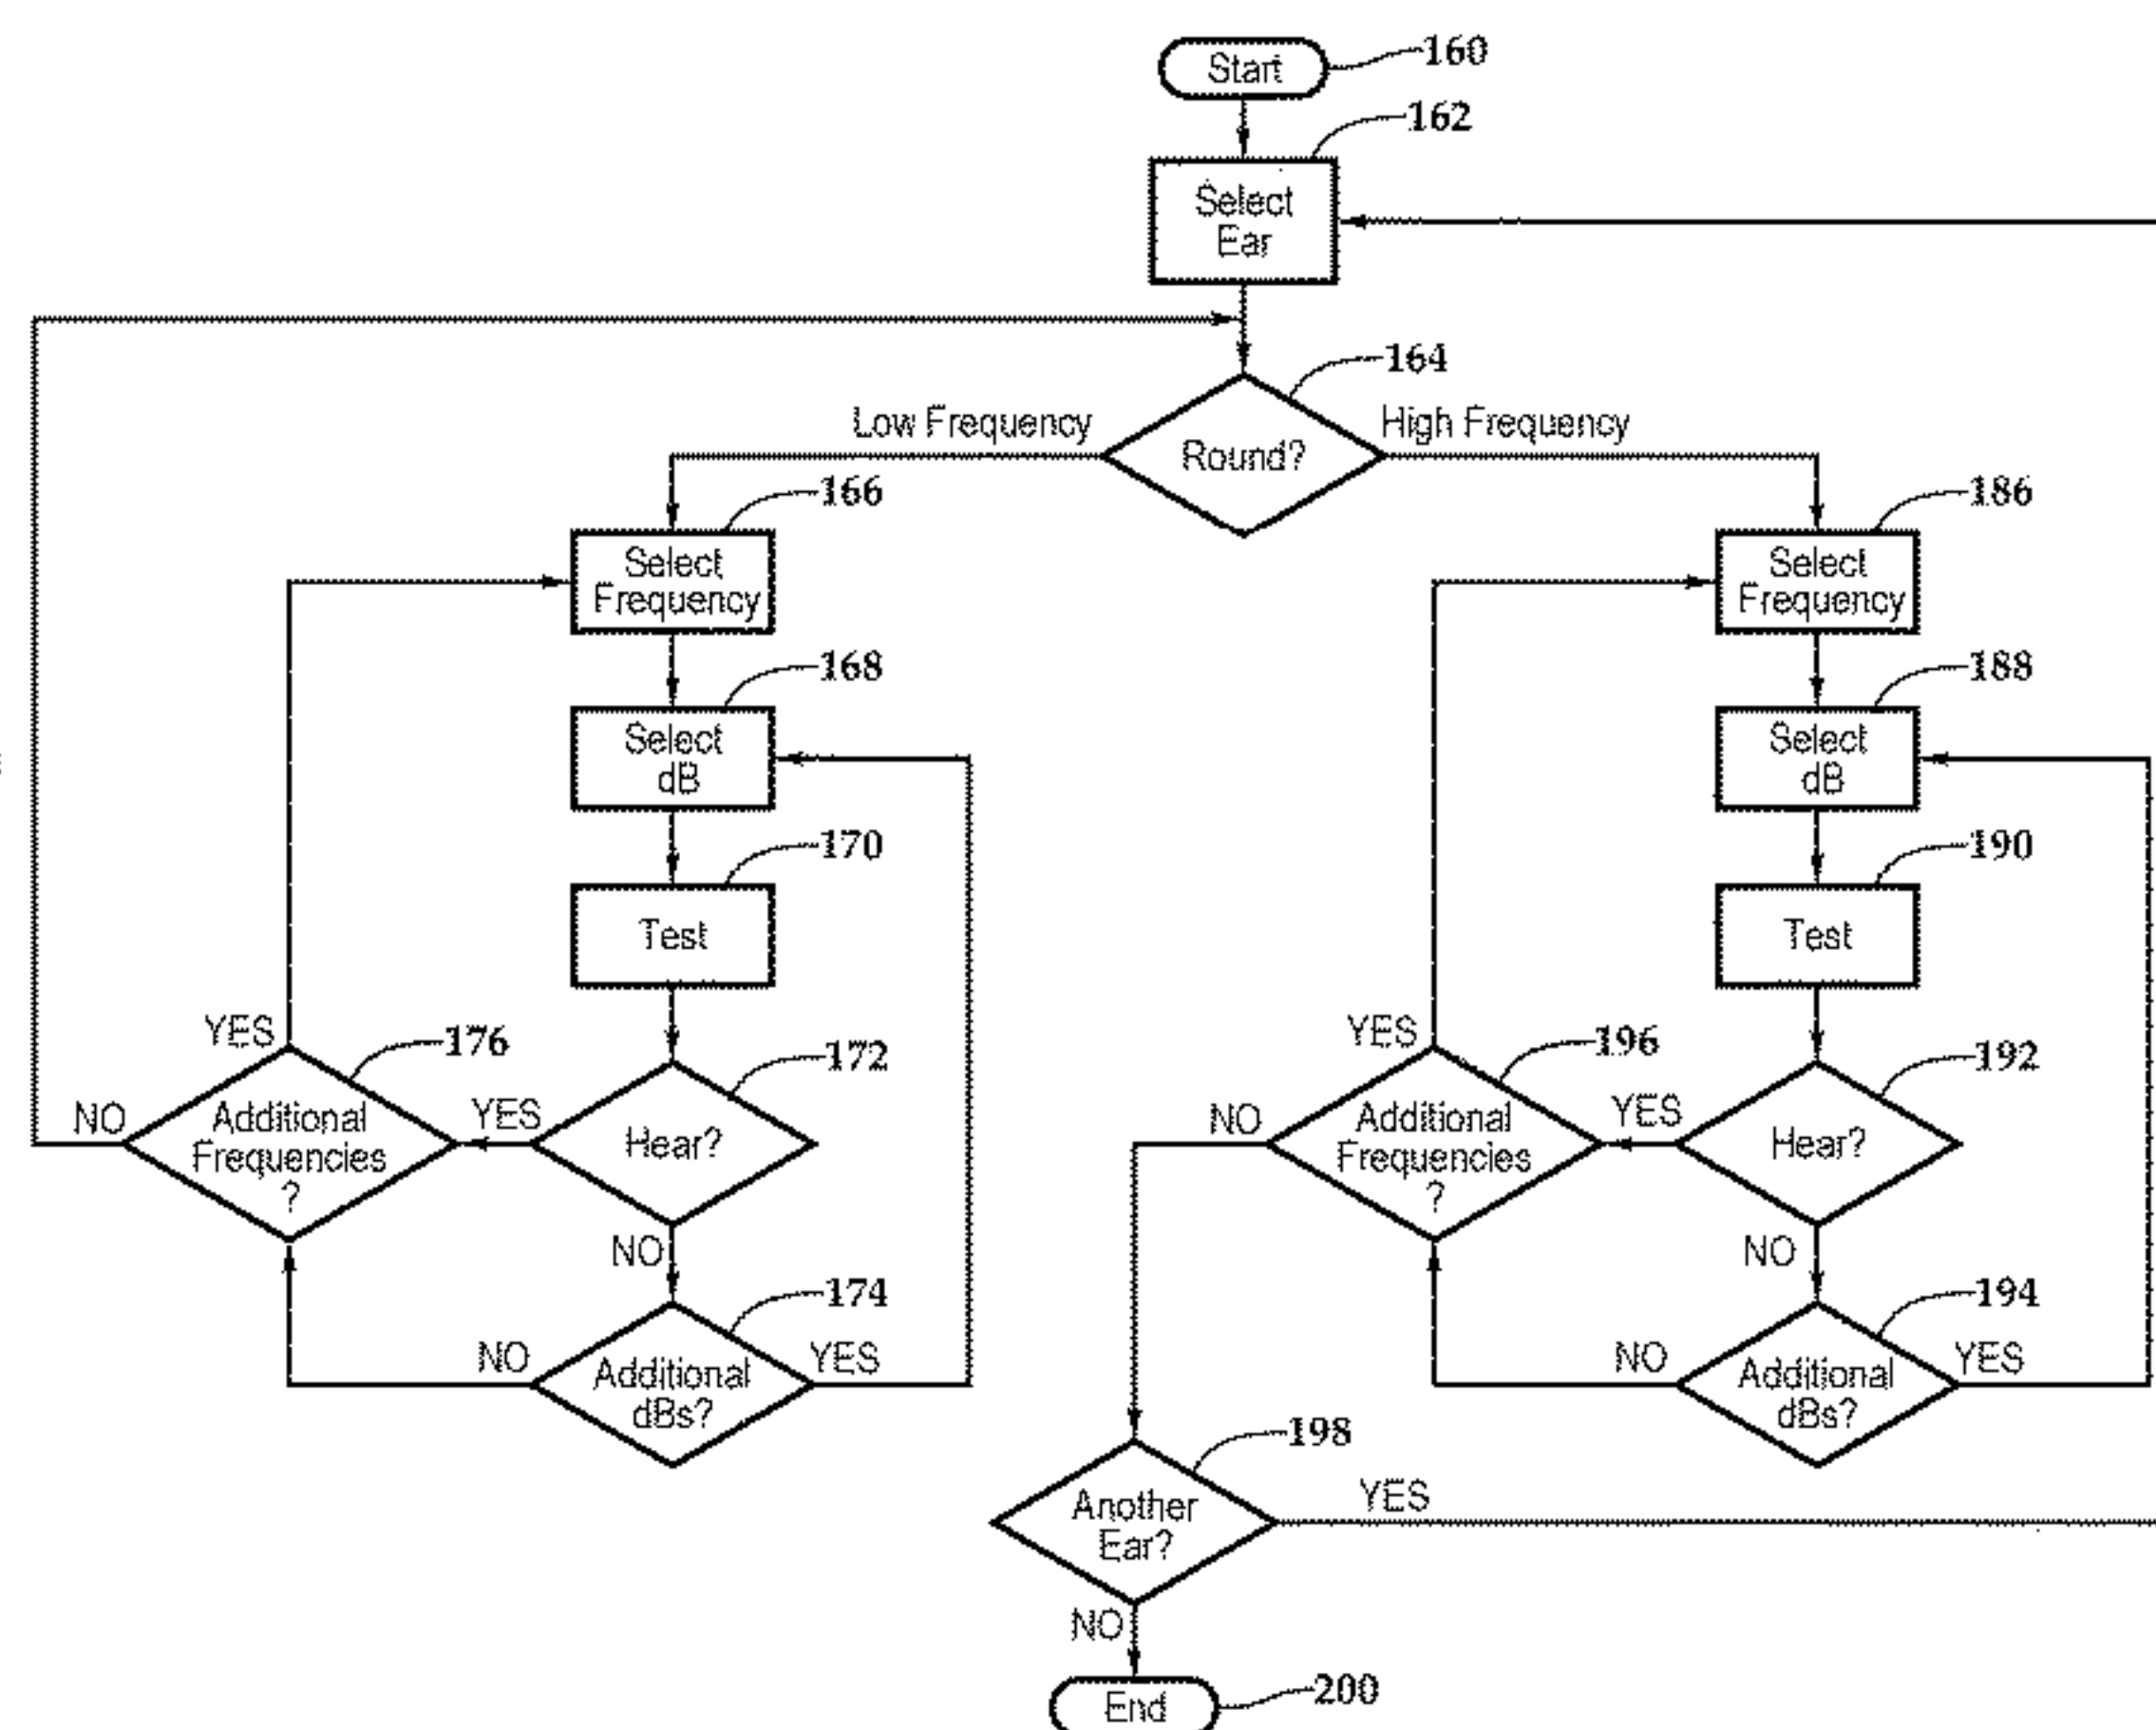 Start
160
162
Select
Ear
164
Low Frequency
High Frequency
Round?
166
186
Select
Frequency
Select
Frequency
168
188
Select
dB
Select
dB
170
190
Test
Test
YES
176
172
YES
196
192
NO
Additional
Frequencies
?
YES
Hear?
NO
Additional
Frequencies
?
YES
Hear?
NO
NO
174
194
NO
Additional
dBs?
YES
NO
Additional
dBs?
YES
198
Another
Ear?
YES
NO
End
200